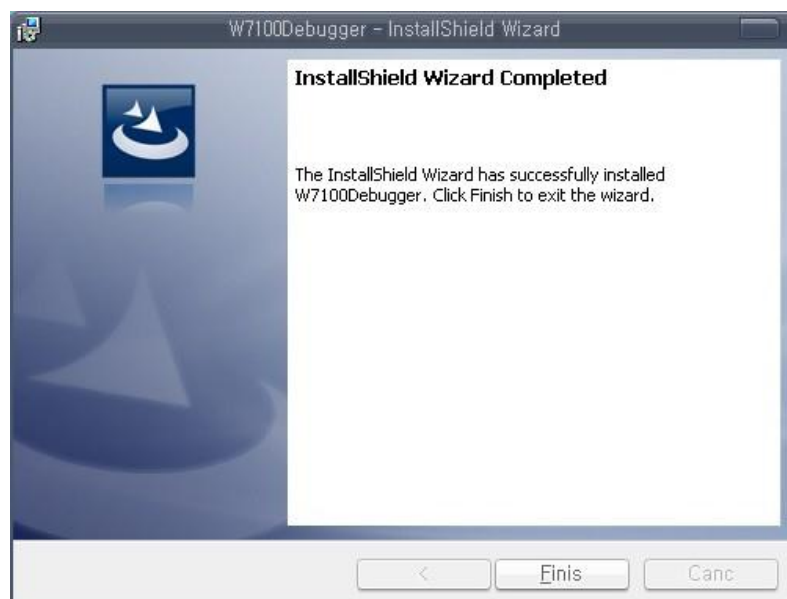 W7100Debugger – InstallShield Wizard
InstallShield Wizard Completed
The InstallShield Wizard has successfully installed
W7100Debugger. Click Finish to exit the wizard.
< Finis Canc